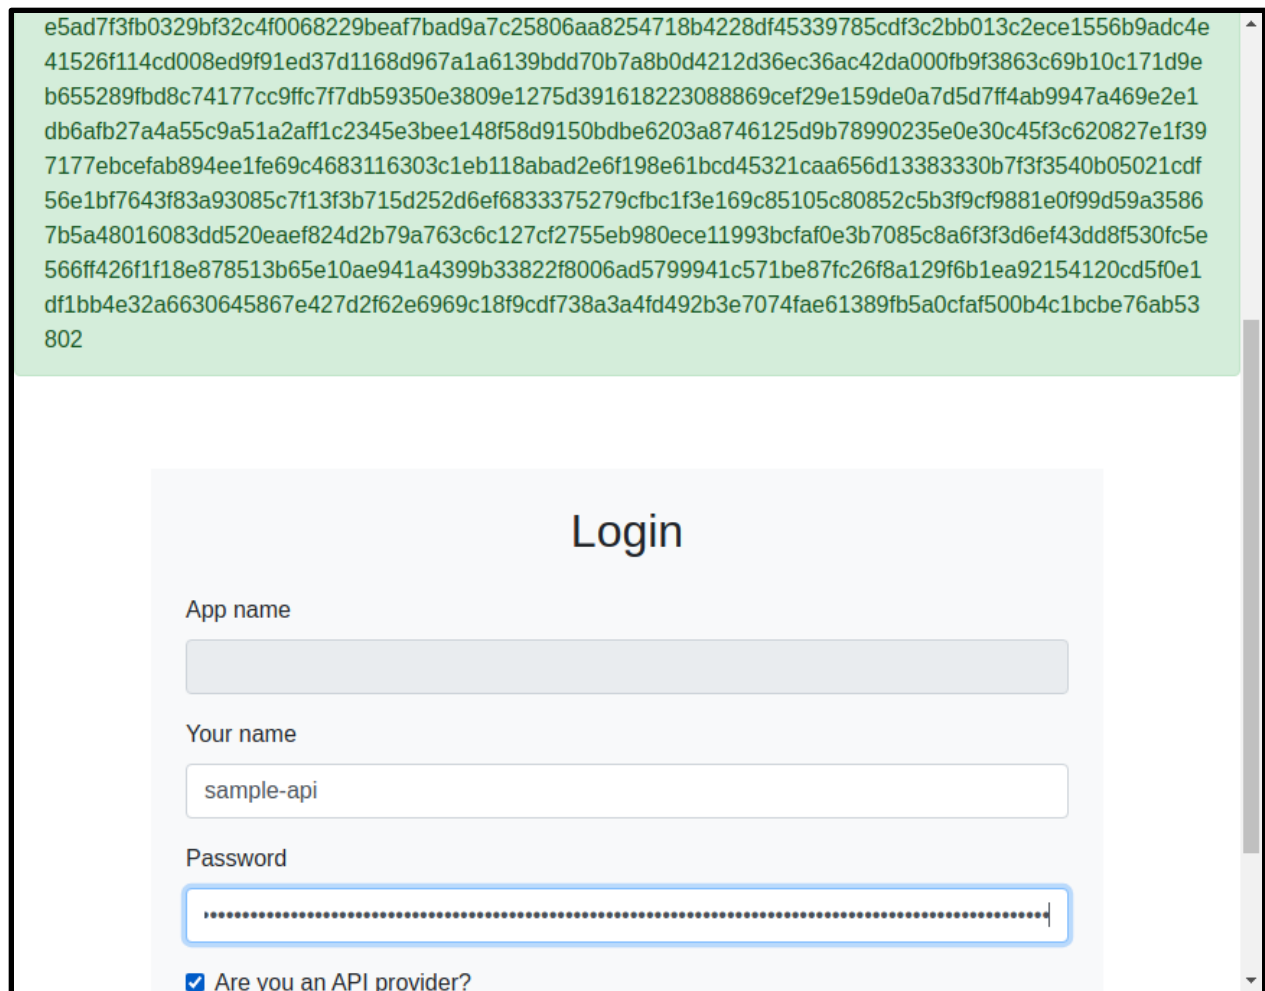 e5ad7f3fb0329bf32c4f0068229beaf7bad9a7c25806aa8254718b4228df45339785cdf3c2bb013c2ece1556b9adc4e
41526f114cd008ed9f91ed37d1168d967a1a6139bdd70b7a8b0d4212d36ec36ac42da000fb9f3863c69b10c171d9e
b655289fbd8c74177cc9ffc7f7db59350e3809e1275d391618223088869cef29e159de0a7d5d7ff4ab9947a469e2e1
db6afb27a4a55c9a51a2aff1c2345e3bee148f58d9150bdbe6203a8746125d9b78990235e0e30c45f3c620827e1f39
7177ebcefab894ee1fe69c4683116303c1eb118abad2e6f198e61bcd45321caa656d13383330b7f3f3540b05021cdf
56e1bf7643f83a93085c7f13f3b715d252d6ef6833375279cfbc1f3e169c85105c80852c5b3f9cf9881e0f99d59a3586
7b5a48016083dd520eaef824d2b79a763c6c127cf2755eb980ece11993bcfaf0e3b7085c8a6f3f3d6ef43dd8f530fc5e
566ff426f1f18e878513b65e10ae941a4399b33822f8006ad5799941c571be87fc26f8a129f6b1ea92154120cd5f0e1
df1bb4e32a6630645867e427d2f62e6969c18f9cdf738a3a4fd492b3e7074fae61389fb5a0cfaf500b4c1bcbe76ab53
802
Login
App name
Your name
sample-api
Password
Are you an API provider?